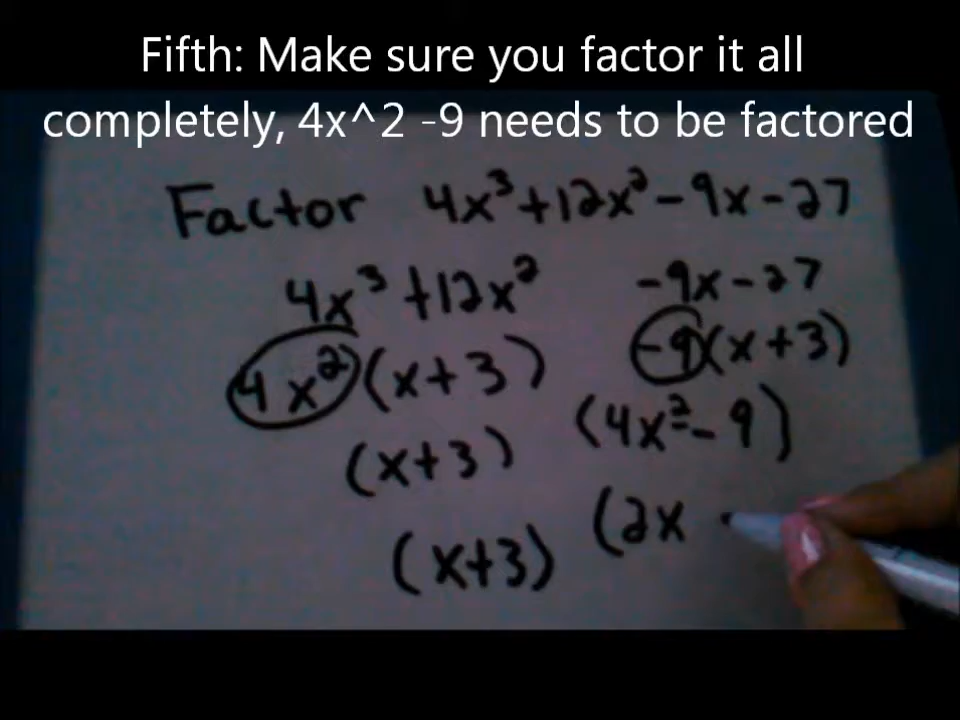 Fifth: Make sure you factor it all
completely, 4x^2 -9 needs to be factored
Factor 4x³+12x²-9x-27
4x³+12x² -9x-27
4x²(x+3) -9(x+3)
(x+3) (4x²-9)
(x+3) (2x